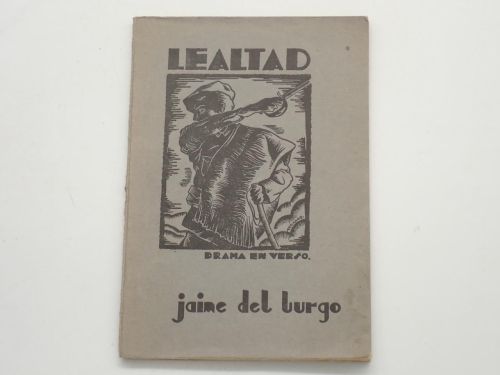 LEALTAD
DRAMA EN VERSO.
jaime del burgo